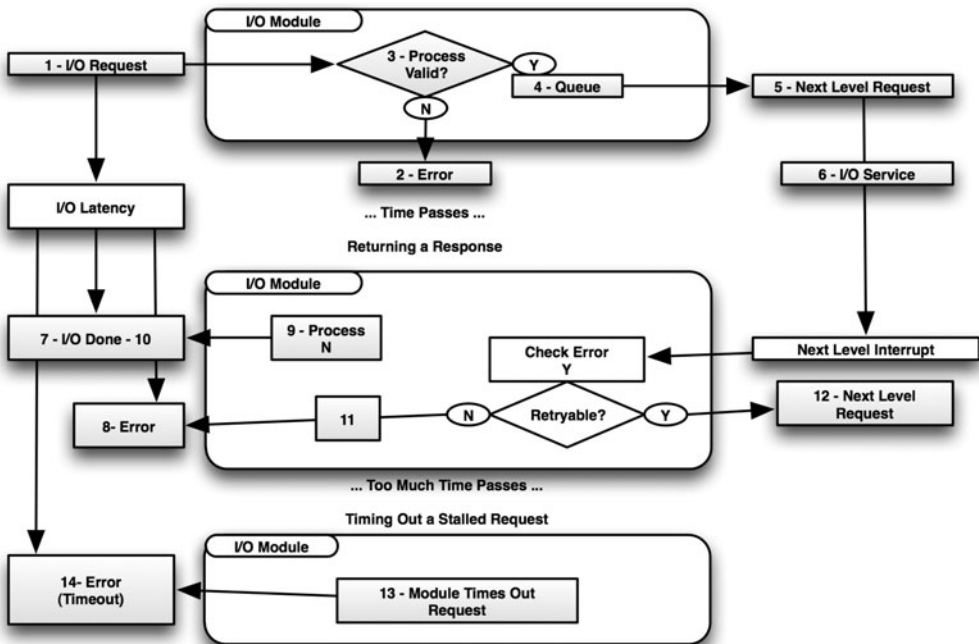 I/O Module
1 - I/O Request
3 - Process
Valid?
Y
4 - Queue
5 - Next Level Request
N
2 - Error
6 - I/O Service
I/O Latency
... Time Passes ...
Returning a Response
I/O Module
7 - I/O Done - 10
9 - Process
N
Check Error
Y
Next Level Interrupt
8- Error
11
N
Retryable?
Y
12 - Next Level
Request
... Too Much Time Passes ...
Timing Out a Stalled Request
I/O Module
14- Error
(Timeout)
13 - Module Times Out
Request